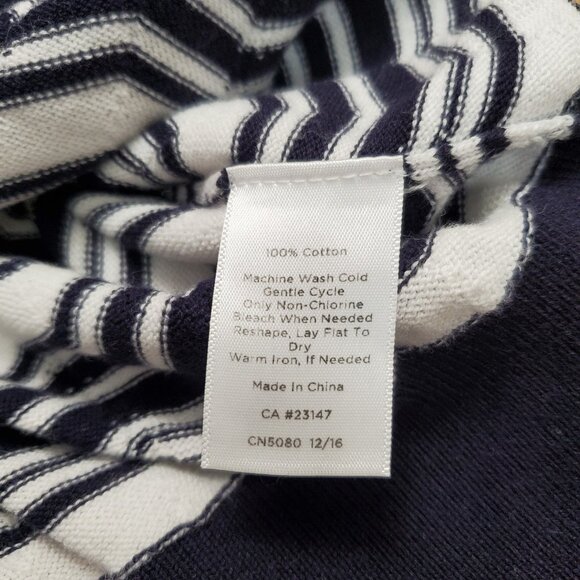 100% Cotton
Machine Wash Cold
Gentle Cycle
Only Non-Chlorine
Bleach When Needed
Reshape, Lay Flat To
Dry
Warm Iron, If Needed
Made In China
CA #23147
CN5080 12/16